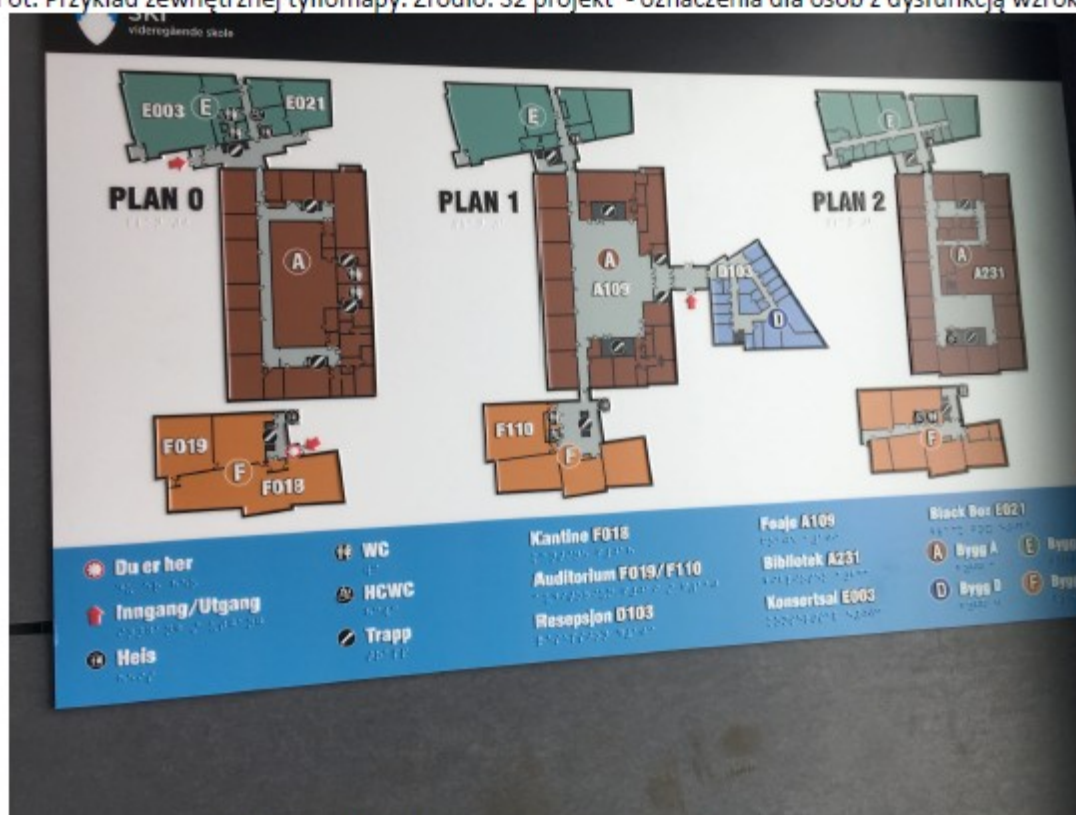 Fot. Przykład zewnętrznej tyflomapy. Źródło: S2 projekt - oznaczenia dla osób z dysfunkcją
SKI
videregående skole
E003 E E021
PLAN 0
A
F019
F
F018
E
PLAN 1
A
A109
D103
D
F110
F
E
PLAN 2
A
A231
F
Du er her
Inngang/Utgang
Heis
WC
HCWC
Trapp
Kantine F018
Auditorium F019/F110
Resepsjon D103
Foaje A109
Bibliotek A231
Konsertsal E003
Black Box E021
A Bygg A
E
D Bygg D
F